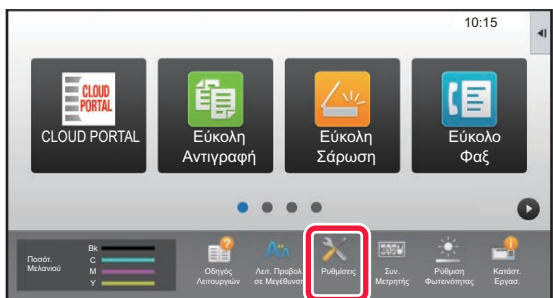 10:15
CLOUD
PORTAL
CLOUD PORTAL
Εύκολη
Αντιγραφή
Εύκολη
Σάρωση
Εύκολο
Φαξ
Ποσότ.
Μελανιού
Bk
C
M
Y
Οδηγός
Λειτουργιών
Λειτ. Προβολ.
σε Μεγέθυνση
Ρυθμίσεις
Συν.
Μετρητής
Ρύθμιση
Φωτεινότητας
Κατάστ.
Εργασ.